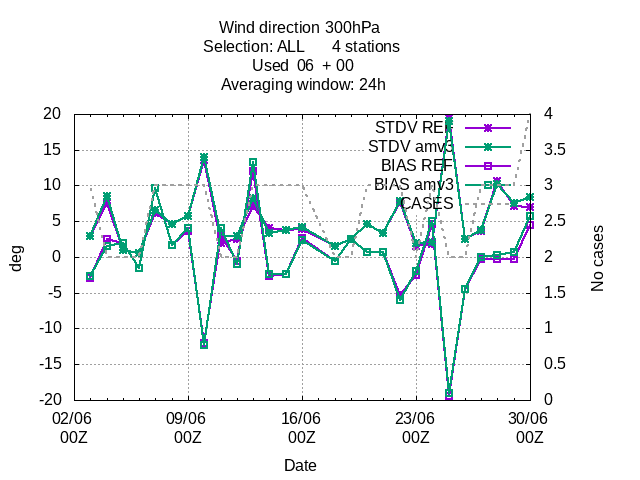 Wind direction 300hPa
Selection: ALL 4 stations
Used 06 + 00
Averaging window: 24h
STDV REF
STDV amv3
BIAS REF
BIAS amv3
CASES
20
15
10
5
0
-5
-10
-15
-20
deg
4
3.5
3
2.5
2
1.5
1
0.5
0
No cases
02/06 09/06 16/06 23/06 30/06
00Z 00Z 00Z 00Z 00Z
Date